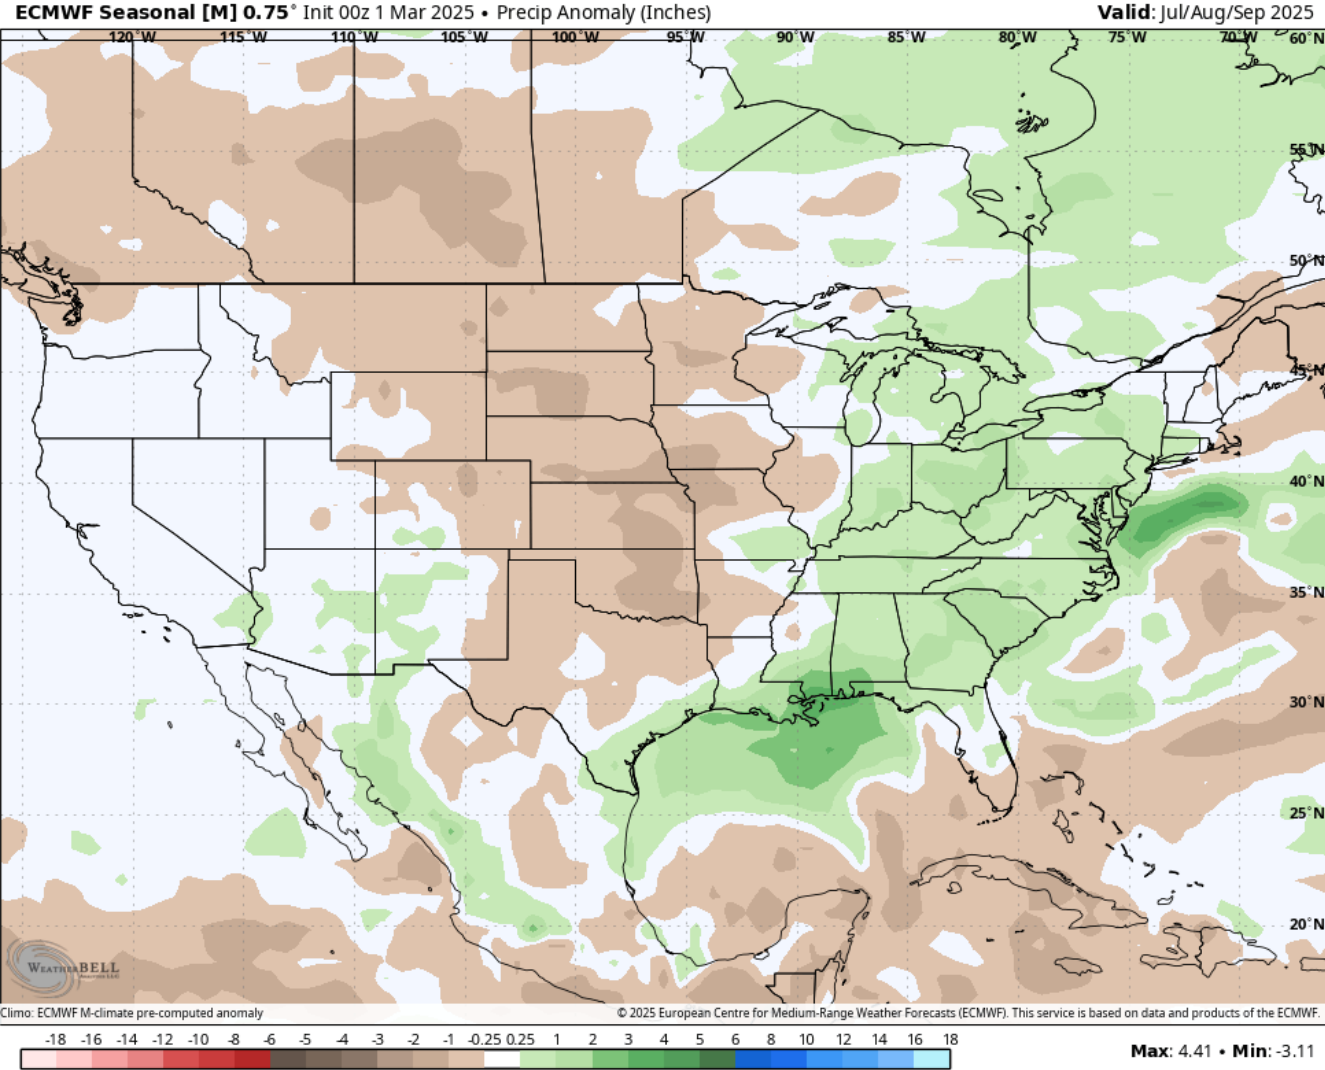 ECMWF Seasonal [M] 0.75° Init 00z 1 Mar 2025 • Precip Anomaly (Inches)
Valid: Jul/Aug/Sep 2025
120°W 115°W 110°W 105°W 100°W 95°W 90°W 85°W 80°W 75°W 70°W 60°N
55°N
50°N
45°N
40°N
35°N
30°N
25°N
20°N
WEATHERBELL
ANALYTICS LLC
Climo: ECMWF M-climate pre-computed anomaly
© 2025 European Centre for Medium-Range Weather Forecasts (ECMWF). This service is based on data and products of the ECMWF.
-18 -16 -14 -12 -10 -8 -6 -5 -4 -3 -2 -1 -0.25 0.25 1 2 3 4 5 6 8 10 12 14 16 18
Max: 4.41 • Min: -3.11